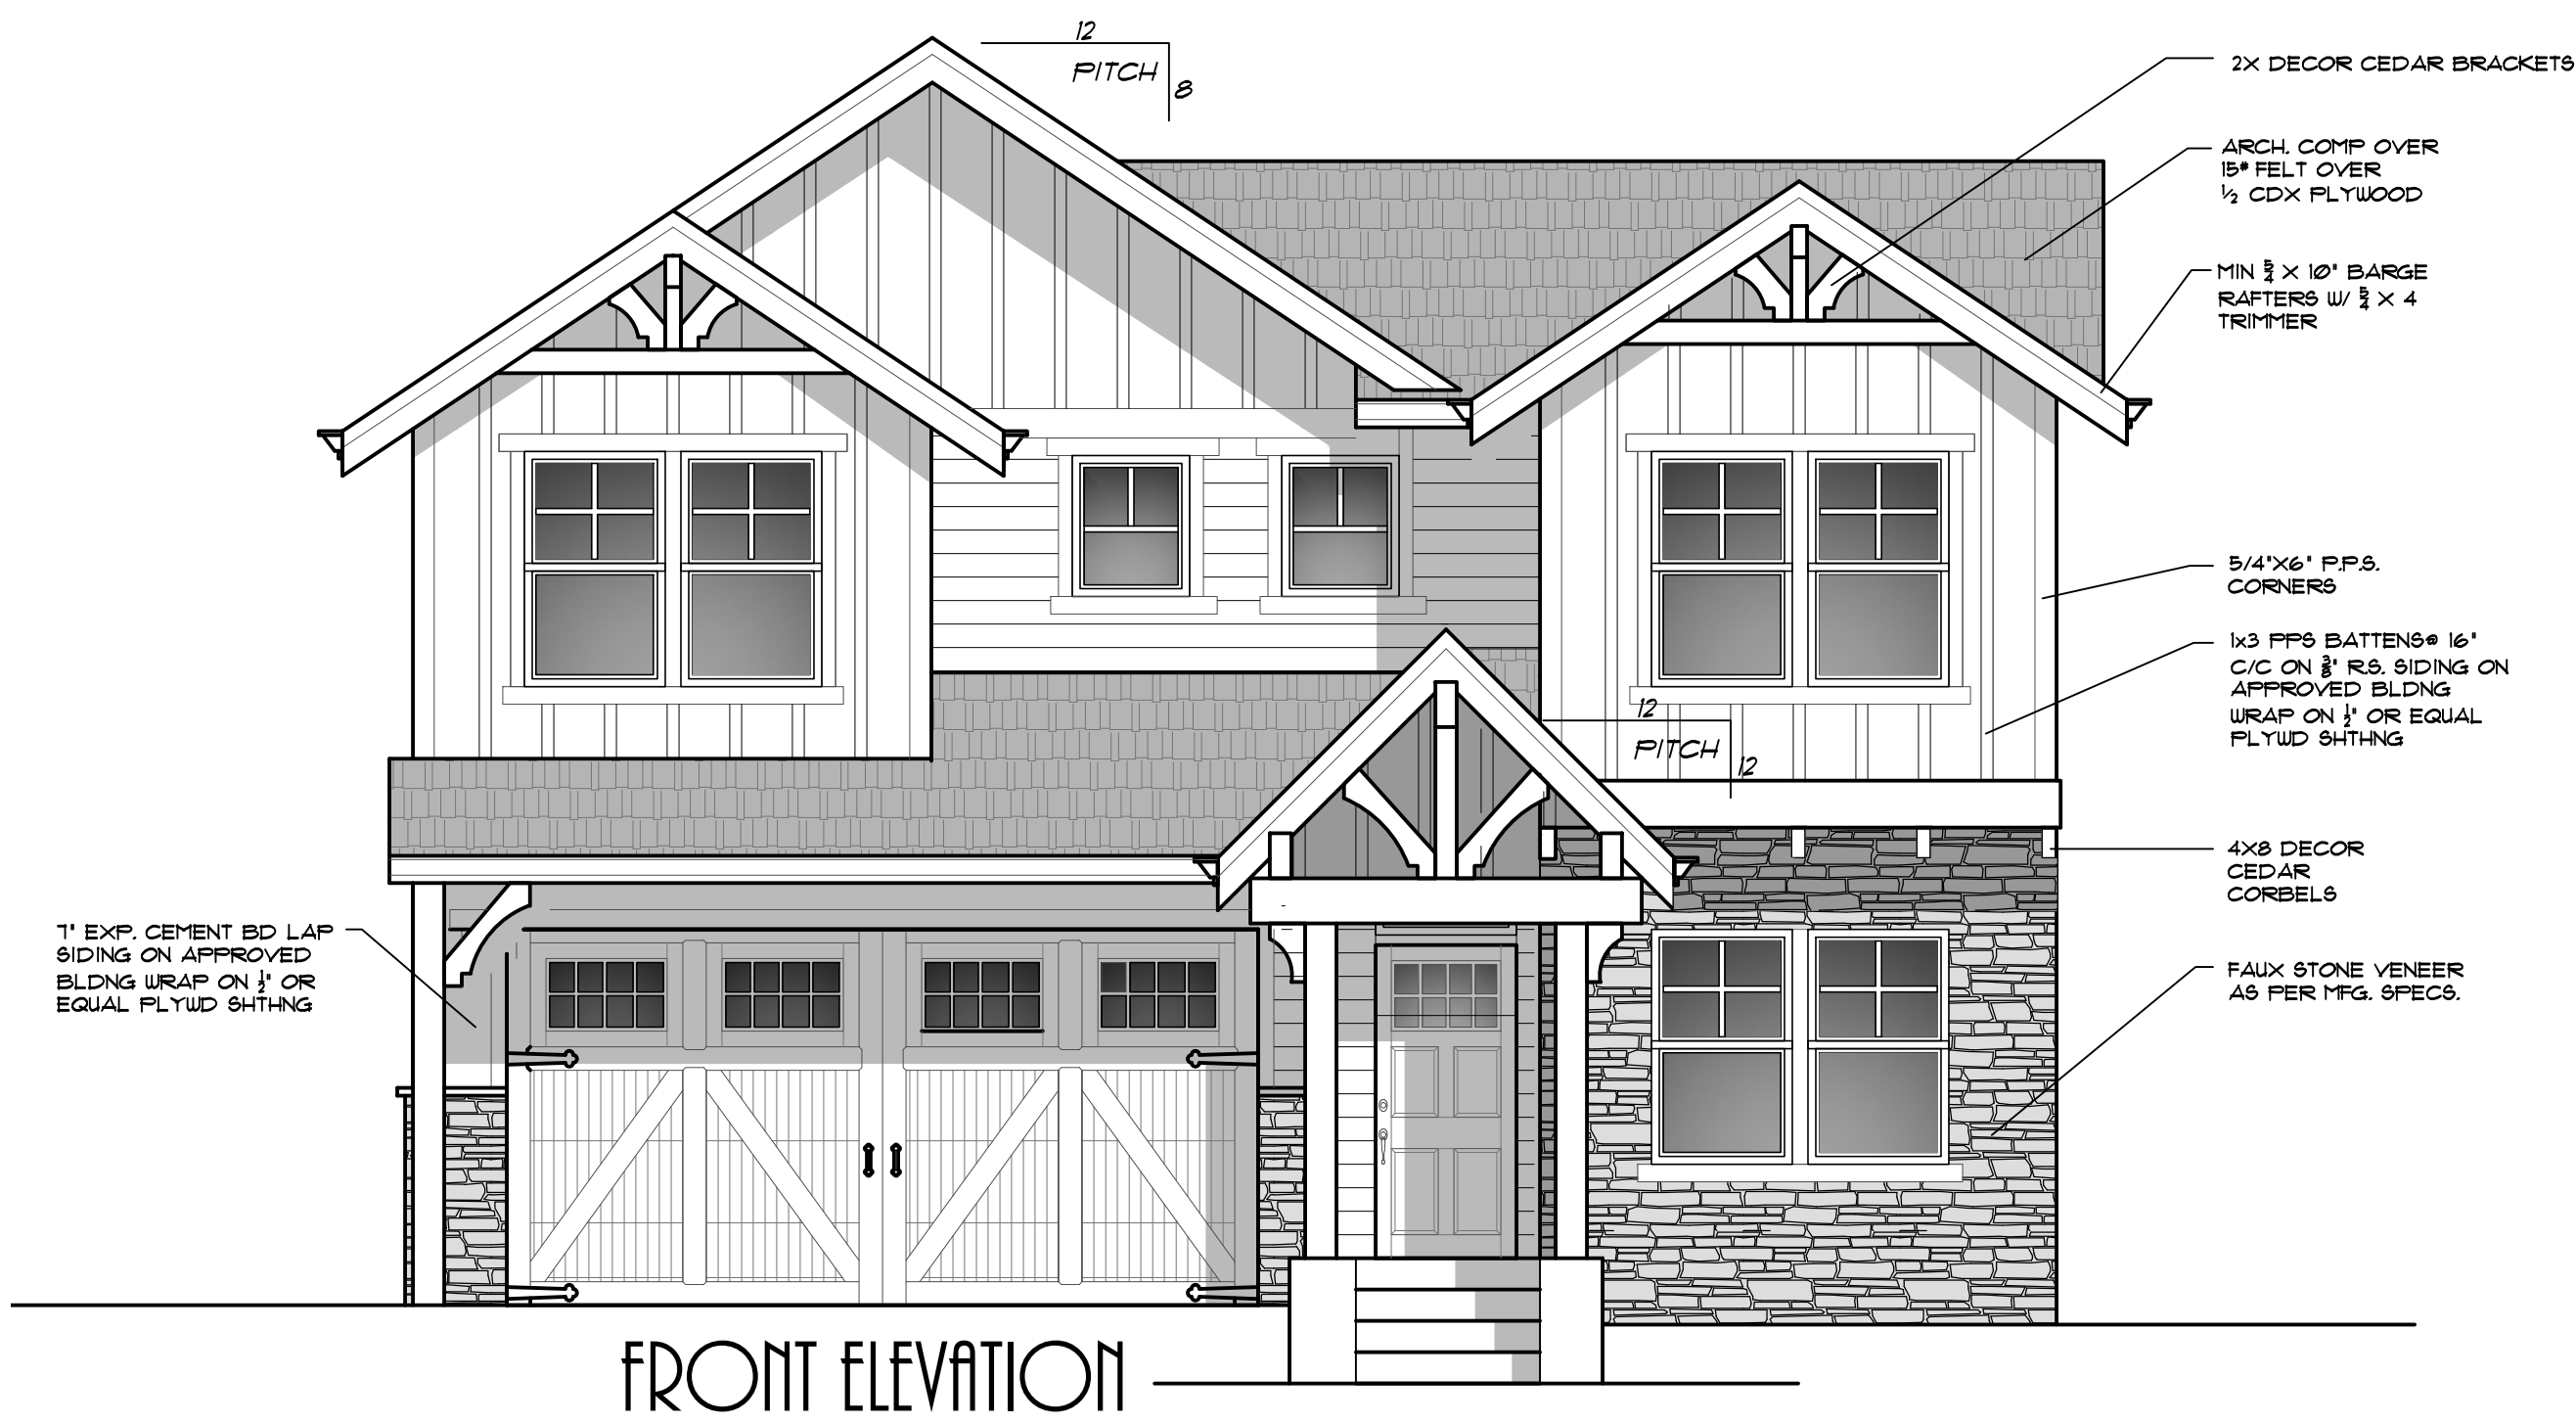 12
PITCH
8
2X DECOR CEDAR BRACKETS
ARCH. COMP OVER
15# FELT OVER
½ CDX PLYWOOD
MIN 5/4 X 10" BARGE
RAFTERS W/ 5/4 X 4
TRIMMER
5/4"X6" P.P.S.
CORNERS
1x3 PPS BATTENS@ 16"
C/C ON 3/8" R.S. SIDING ON
APPROVED BLDNG
WRAP ON ½" OR EQUAL
PLYWD SHTHNG
12
PITCH
12
4X8 DECOR
CEDAR
CORBELS
7" EXP. CEMENT BD LAP
SIDING ON APPROVED
BLDNG WRAP ON ½" OR
EQUAL PLYWD SHTHNG
FAUX STONE VENEER
AS PER MFG. SPECS.
FRONT ELEVATION